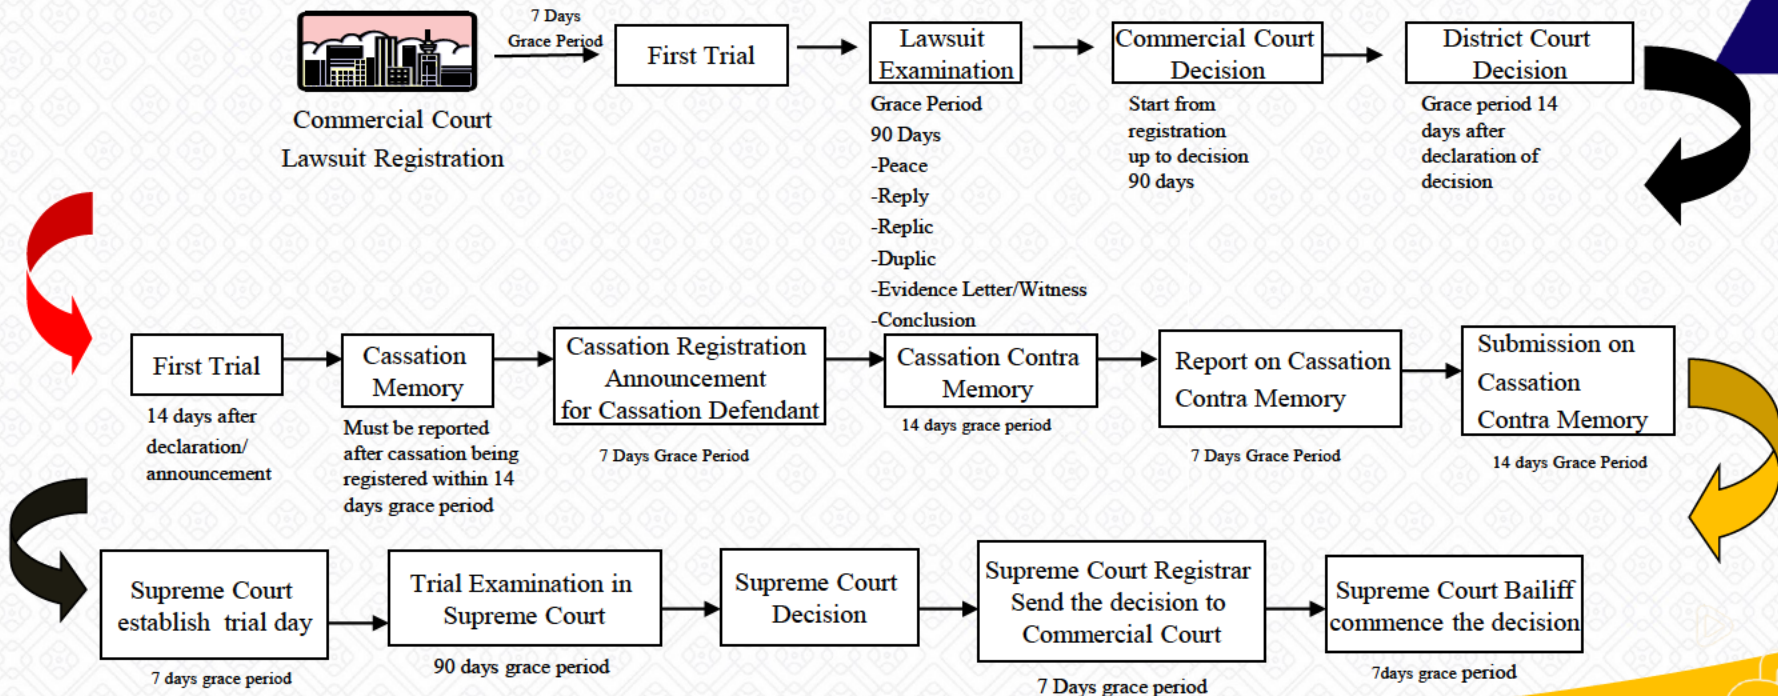 7 Days
Grace Period
Commercial Court
Lawsuit Registration
First Trial
Lawsuit
Examination
Grace Period
90 Days
-Peace
-Reply
-Replic
-Duplic
-Evidence Letter/Witness
-Conclusion
Commercial Court
Decision
Start from
registration
up to decision
90 days
District Court
Decision
Grace period 14
days after
declaration of
decision
First Trial
14 days after
declaration/
announcement
Cassation
Memory
Must be reported
after cassation being
registered within 14
days grace period
Cassation Registration
Announcement
for Cassation Defendant
7 Days Grace Period
Cassation Contra
Memory
14 days grace period
Report on Cassation
Contra Memory
7 Days Grace Period
Submission on
Cassation
Contra Memory
14 days Grace Period
Supreme Court
establish trial day
7 days grace period
Trial Examination in
Supreme Court
90 days grace period
Supreme Court
Decision
Supreme Court Registrar
Send the decision to
Commercial Court
7 Days grace period
Supreme Court Bailiff
commence the decision
7days grace period